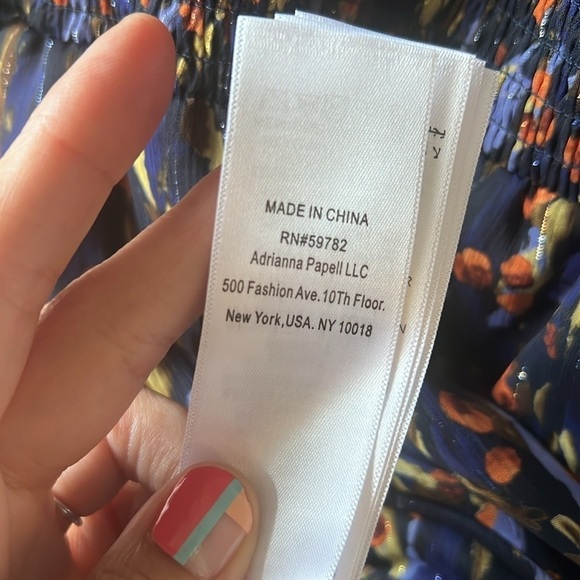 MADE IN CHINA
RN#59782
Adrianna Papell LLC
500 Fashion Ave.10Th Floor.
New York,USA. NY 10018